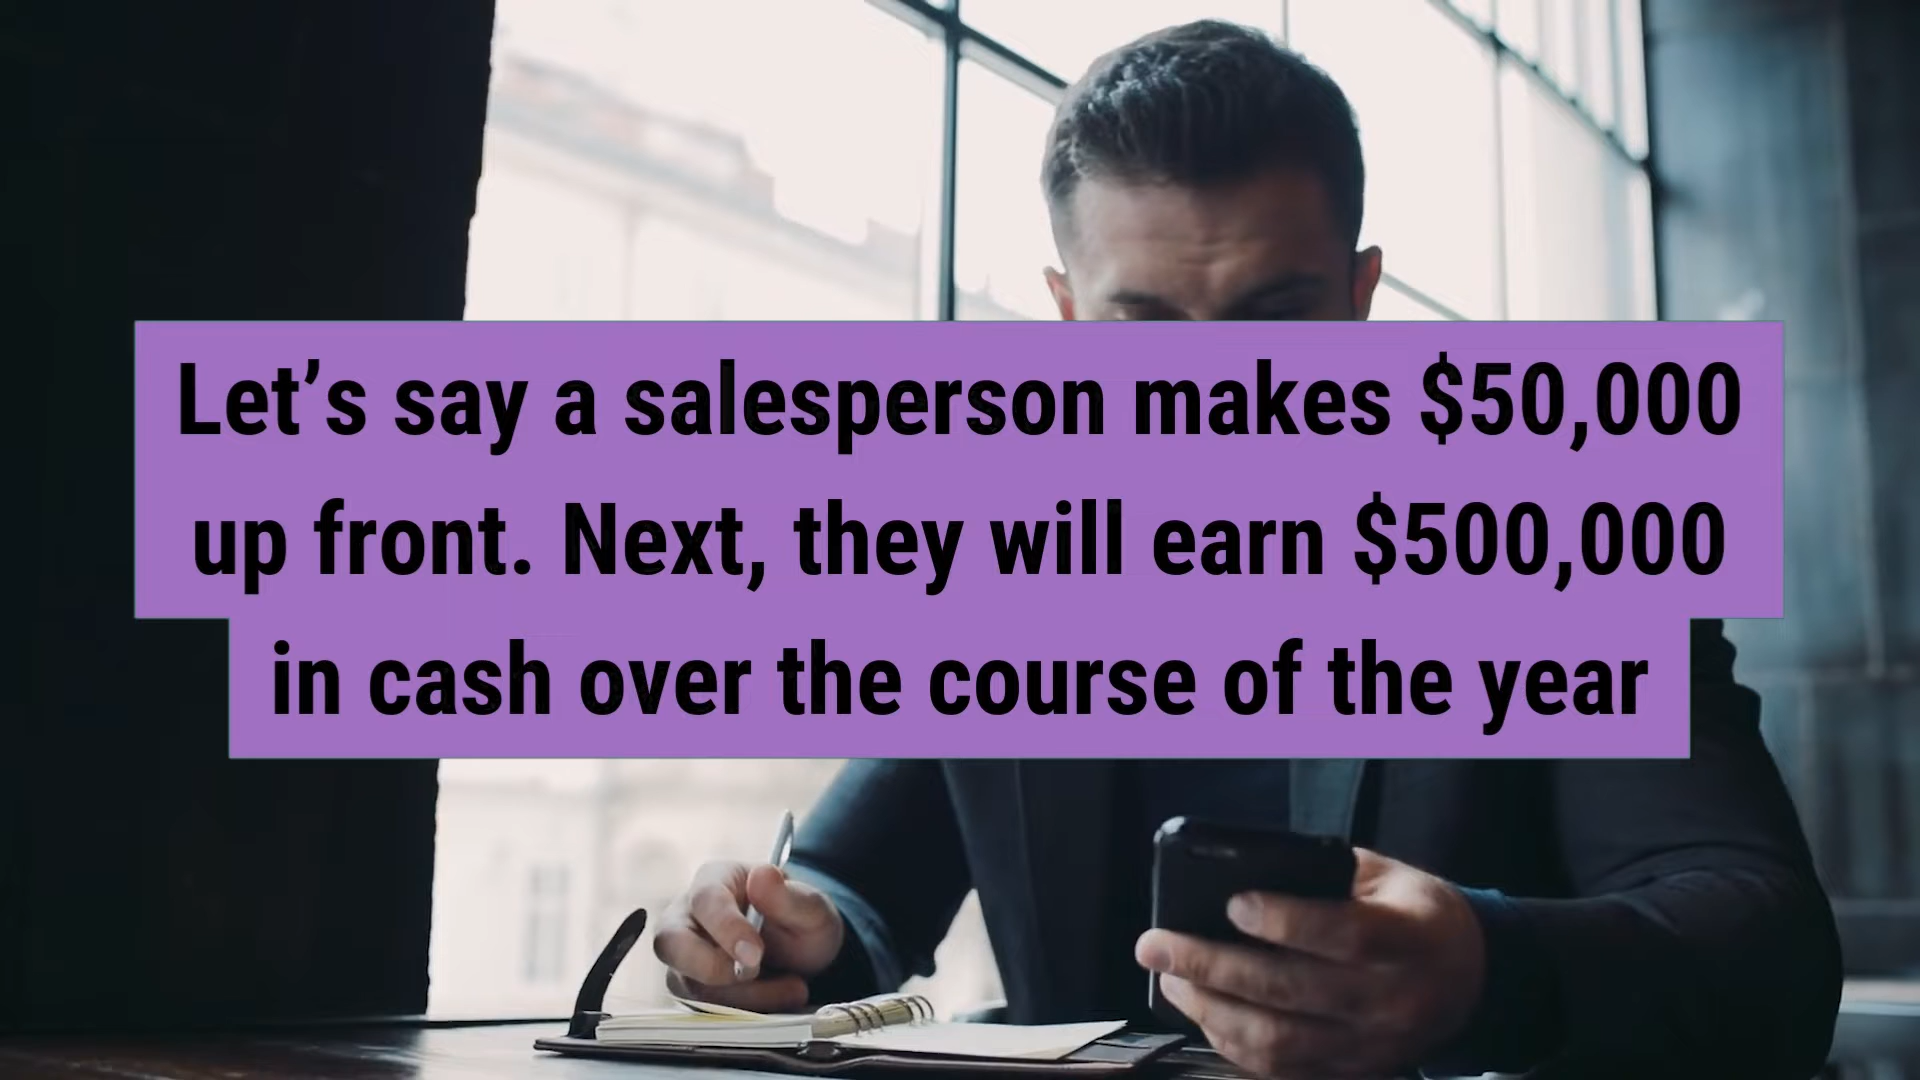 Let’s say a salesperson makes $50,000
up front. Next, they will earn $500,000
in cash over the course of the year